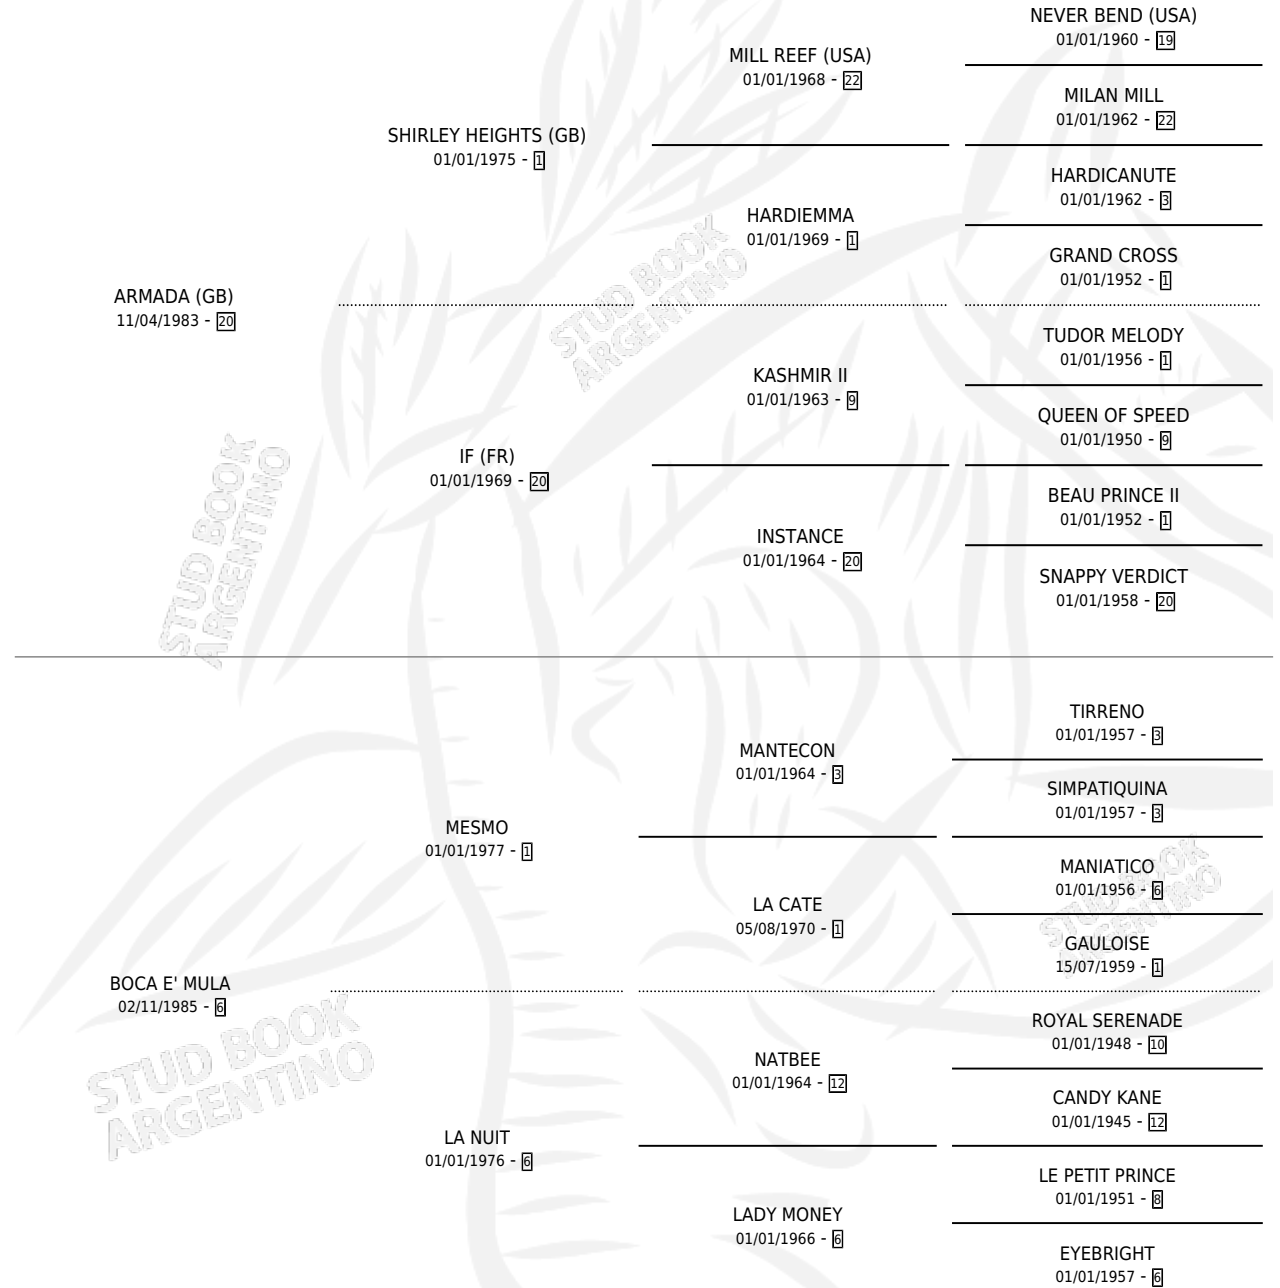 NEVER BEND (USA)
01/01/1960 - 19
MILL REEF (USA)
01/01/1968 - 22
MILAN MILL
01/01/1962 - 22
SHIRLEY HEIGHTS (GB)
01/01/1975 - 1
HARDICANUTE
01/01/1962 - 3
HARDIEMMA
01/01/1969 - 1
GRAND CROSS
01/01/1952 - 1
ARMADA (GB)
11/04/1983 - 20
STUD BOOK
ARGENTINO
TUDOR MELODY
01/01/1956 - 1
KASHMIR II
01/01/1963 - 9
QUEEN OF SPEED
01/01/1950 - 9
IF (FR)
01/01/1969 - 20
BEAU PRINCE II
01/01/1952 - 1
INSTANCE
01/01/1964 - 20
SNAPPY VERDICT
01/01/1958 - 20
STUD BOOK
ARGENTINO
TIRRENO
01/01/1957 - 3
MANTECON
01/01/1964 - 3
SIMPATIQUINA
01/01/1957 - 3
MESMO
01/01/1977 - 1
MANIATICO
01/01/1956 - 6
LA CATE
05/08/1970 - 1
STUD BOOK
ARGENTINO
GAULOISE
15/07/1959 - 1
BOCA E' MULA
02/11/1985 - 6
ROYAL SERENADE
01/01/1948 - 10
NATBEE
01/01/1964 - 12
CANDY KANE
01/01/1945 - 12
STUD BOOK
ARGENTINO
LA NUIT
01/01/1976 - 6
LE PETIT PRINCE
01/01/1951 - 8
LADY MONEY
01/01/1966 - 6
EYEBRIGHT
01/01/1957 - 6